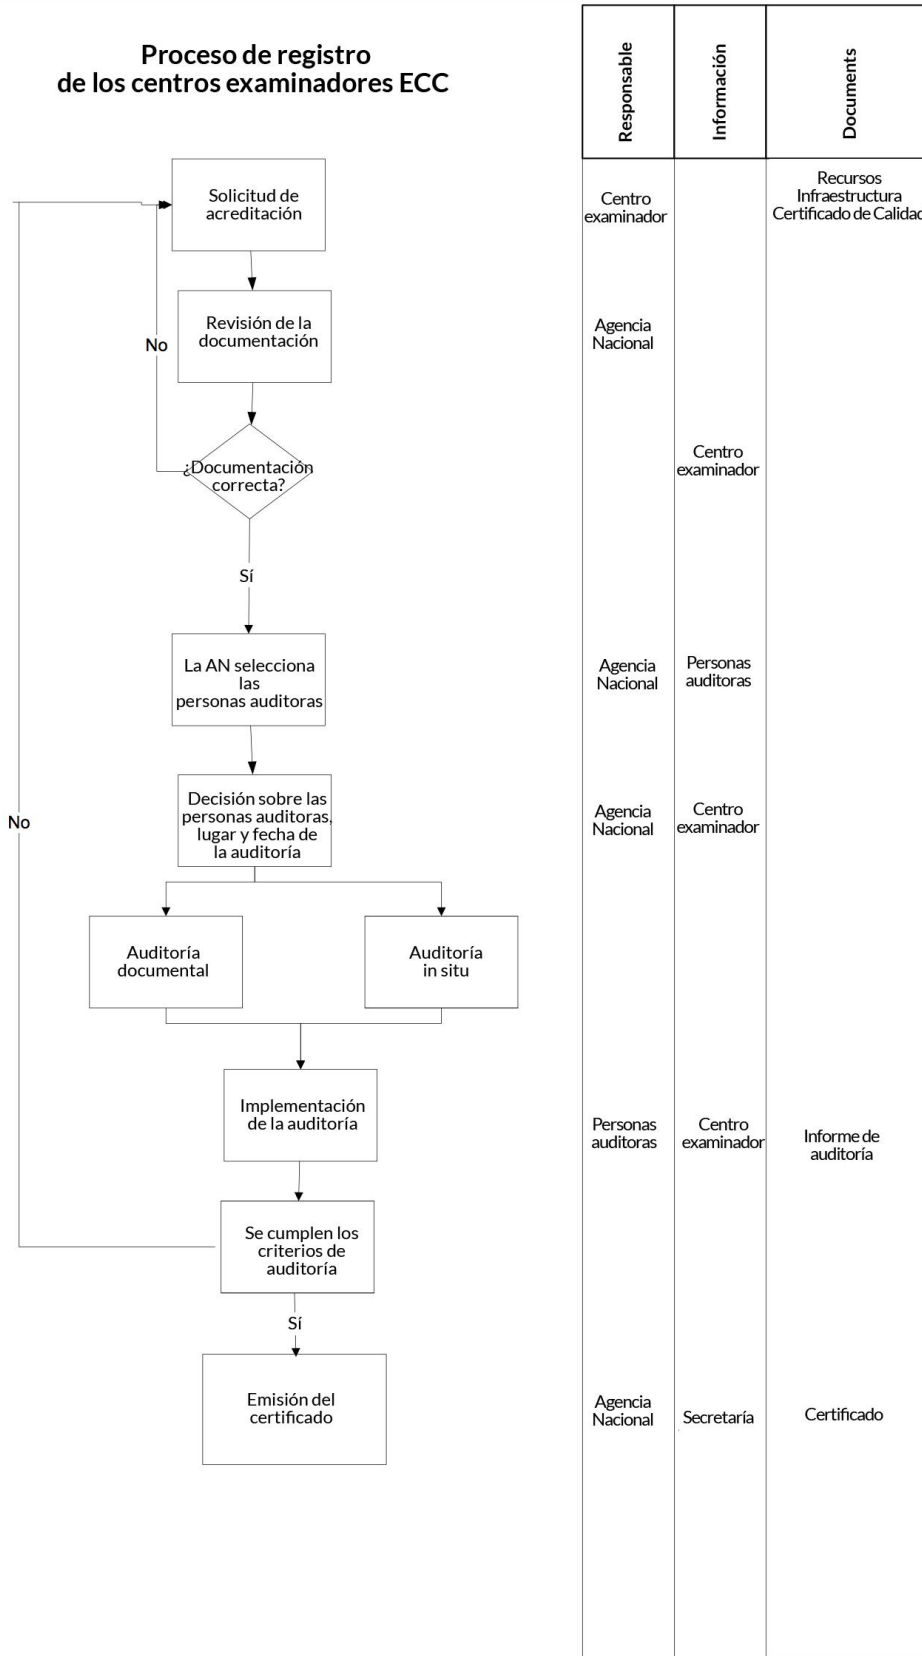 Proceso de registro
de los centros examinadores ECC
Responsable
Información
Documents
Solicitud de
acreditación
Centro
examinador
Recursos
Infraestructura
Certificado de Calidad
Revisión de la
documentación
Agencia
Nacional
No
¿Documentación
correcta?
Centro
examinador
Sí
La AN selecciona
las
personas auditoras
Agencia
Nacional
Personas
auditoras
Decisión sobre las
personas auditoras,
lugar y fecha de
la auditoría
Agencia
Nacional
Centro
examinador
No
Auditoría
documental
Auditoría
in situ
Implementación
de la auditoría
Personas
auditoras
Centro
examinador
Informe de
auditoría
Se cumplen los
criterios de
auditoría
Sí
Emisión del
certificado
Agencia
Nacional
Secretaría
Certificado